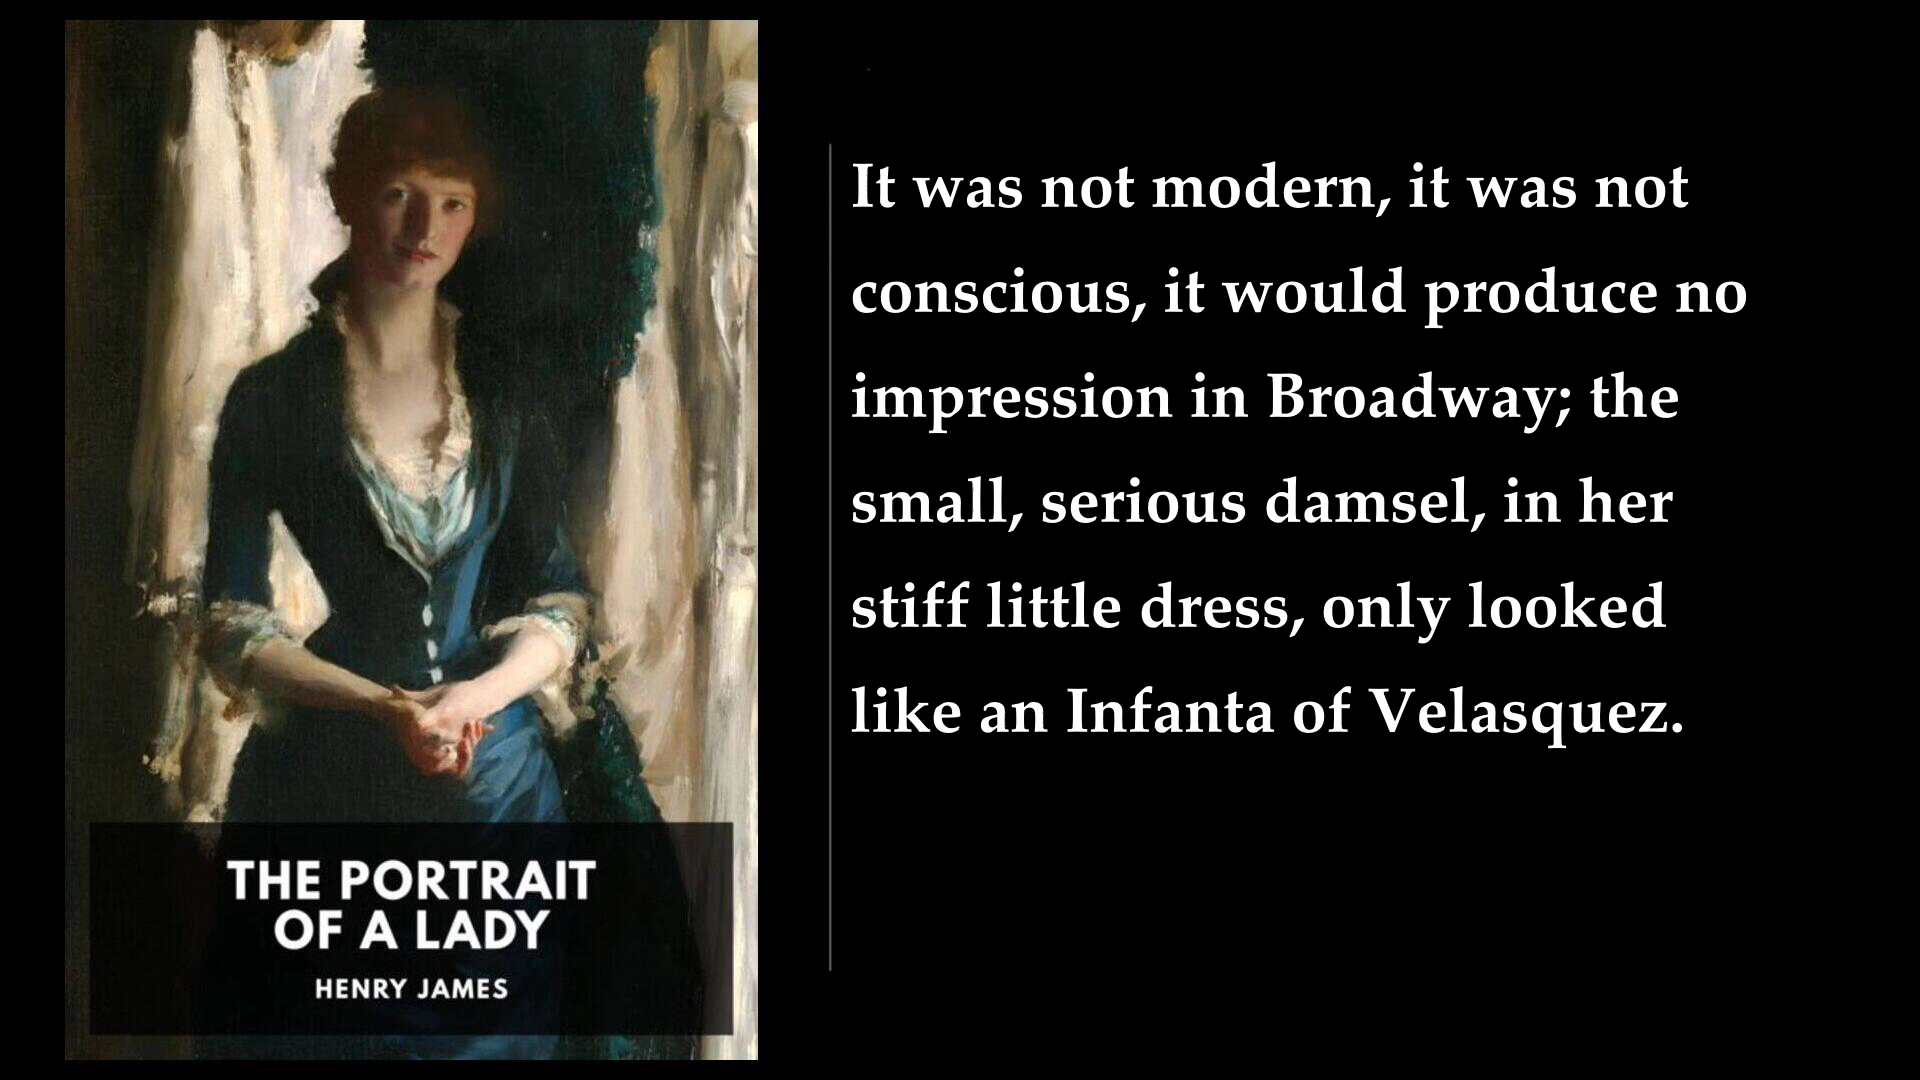 THE PORTRAIT
OF A LADY
HENRY JAMES
It was not modern, it was not
conscious, it would produce no
impression in Broadway; the
small, serious damsel, in her
stiff little dress, only looked
like an Infanta of Velasquez.